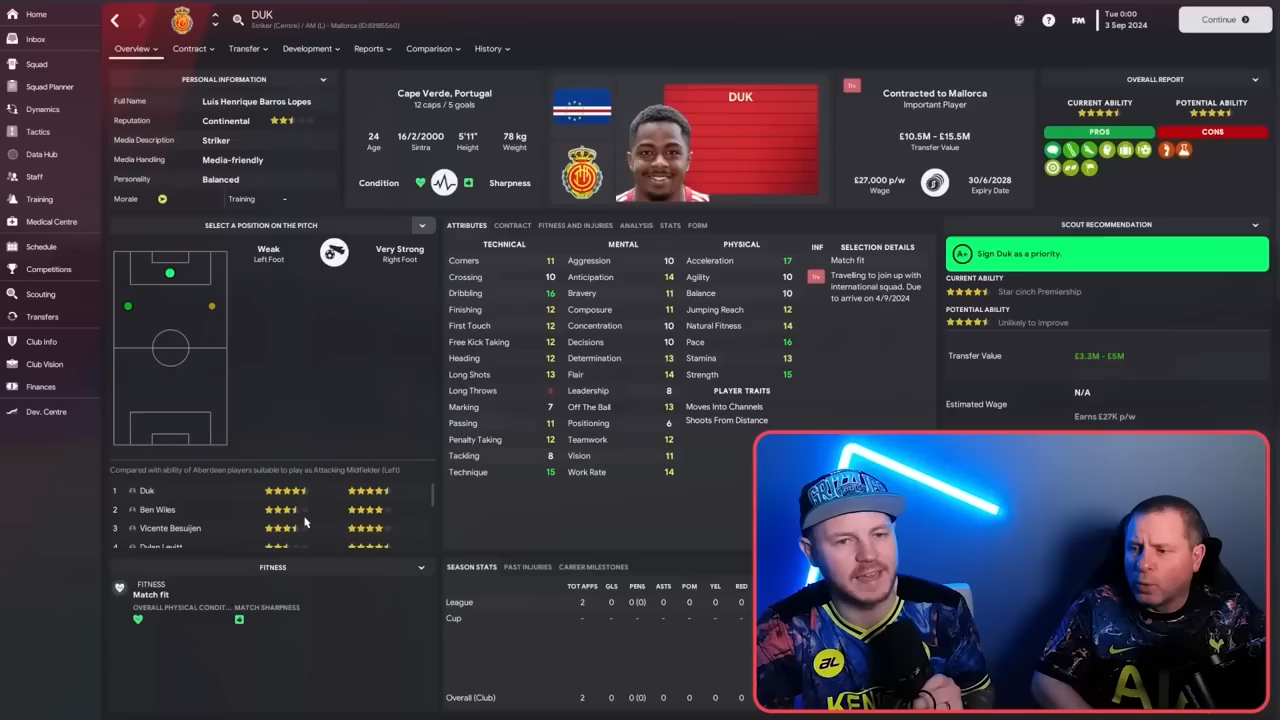 Home
Inbox
Squad
Squad Planner
Dynamics
Tactics
Data Hub
Staff
Training
Medical Centre
Schedule
Competitions
Scouting
Transfers
Club Info
Club Vision
Finances
Dev. Centre
DUK
Striker (Centre) / AM (L) - Mallorca (ID:83185560)
FM
Tue 0:00
3 Sep 2024
Continue
Overview
Contract
Transfer
Development
Reports
Comparison
History
PERSONAL INFORMATION
Full Name Luis Henrique Barros Lopes
Reputation Continental
Media Description Striker
Media Handling Media-friendly
Personality Balanced
Morale Training -
Cape Verde, Portugal
12 caps / 5 goals
24 16/2/2000 5'11" 78 kg
Age Sintra Height Weight
Condition Sharpness
DUK
Trv
Contracted to Mallorca
Important Player
£10.5M - £15.5M
Transfer Value
£27,000 p/w 30/6/2028
Wage Expiry Date
OVERALL REPORT
CURRENT ABILITY POTENTIAL ABILITY
PROS CONS
SELECT A POSITION ON THE PITCH
Weak Very Strong
Left Foot Right Foot
Compared with ability of Aberdeen players suitable to play as Attacking Midfielder (Left)
1 Duk
2 Ben Wiles
3 Vicente Besuijen
4 Dylan Levitt
FITNESS
FITNESS
Match fit
OVERALL PHYSICAL CONDIT... MATCH SHARPNESS
ATTRIBUTES CONTRACT FITNESS AND INJURIES ANALYSIS STATS FORM
TECHNICAL MENTAL PHYSICAL
Corners 11 Aggression 10 Acceleration 17
Crossing 10 Anticipation 14 Agility 10
Dribbling 16 Bravery 11 Balance 10
Finishing 12 Composure 11 Jumping Reach 12
First Touch 12 Concentration 10 Natural Fitness 14
Free Kick Taking 12 Decisions 10 Pace 16
Heading 12 Determination 13 Stamina 13
Long Shots 13 Flair 14 Strength 15
Long Throws Leadership 8 PLAYER TRAITS
Marking 7 Off The Ball 13 Moves Into Channels
Passing 11 Positioning 6 Shoots From Distance
Penalty Taking 12 Teamwork 12
Tackling 8 Vision 11
Technique 15 Work Rate 14
INF SELECTION DETAILS
Match fit
Trv Travelling to join up with
international squad. Due
to arrive on 4/9/2024
SEASON STATS PAST INJURIES CAREER MILESTONES
TOT APPS GLS PENS ASTS POM YEL RED
League 2 0 0 (0) 0 0 0 0
Cup - - - - - - -
Overall (Club) 2 0 0 (0) 0 0 0 0
SCOUT RECOMMENDATION
A+ Sign Duk as a priority.
CURRENT ABILITY
Star cinch Premiership
POTENTIAL ABILITY
Unlikely to improve
Transfer Value £3.3M - £5M
N/A
Estimated Wage
Earns £27K p/w